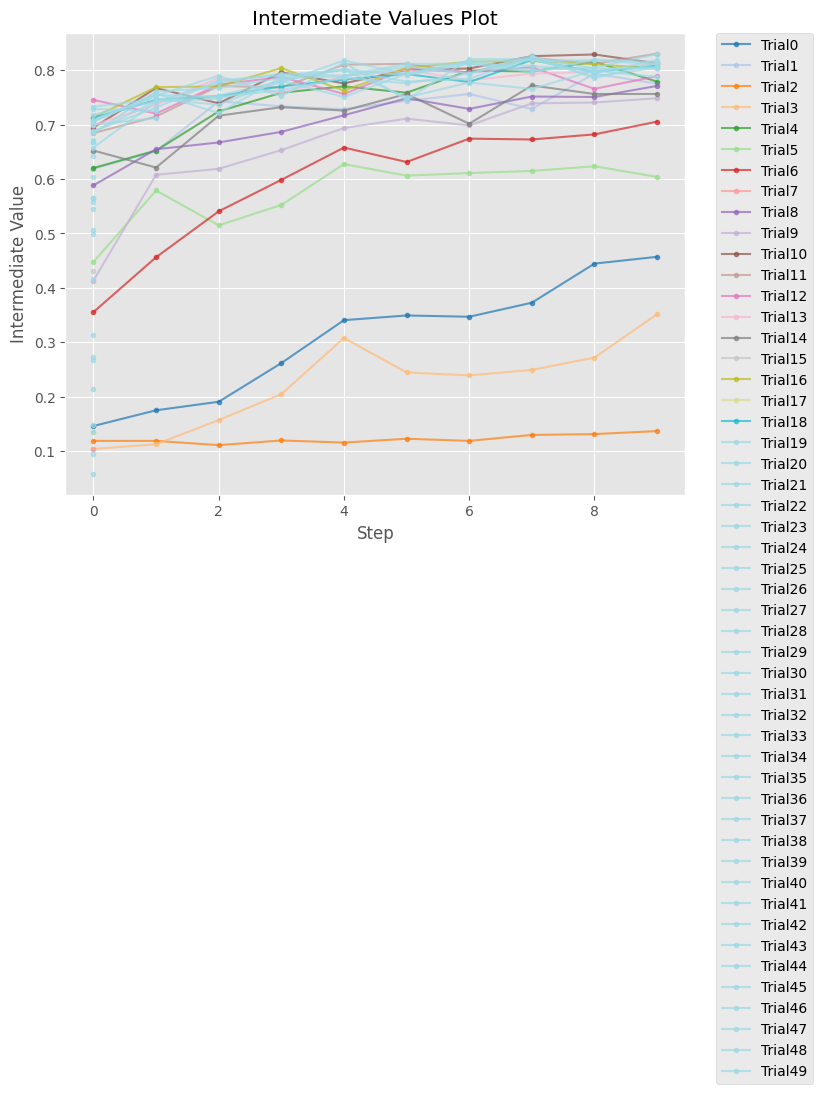 Intermediate Values Plot
Intermediate Value
0.8
0.7
0.6
0.5
0.4
0.3
0.2
0.1
0 2 4 6 8
Step
Trial0
Trial1
Trial2
Trial3
Trial4
Trial5
Trial6
Trial7
Trial8
Trial9
Trial10
Trial11
Trial12
Trial13
Trial14
Trial15
Trial16
Trial17
Trial18
Trial19
Trial20
Trial21
Trial22
Trial23
Trial24
Trial25
Trial26
Trial27
Trial28
Trial29
Trial30
Trial31
Trial32
Trial33
Trial34
Trial35
Trial36
Trial37
Trial38
Trial39
Trial40
Trial41
Trial42
Trial43
Trial44
Trial45
Trial46
Trial47
Trial48
Trial49